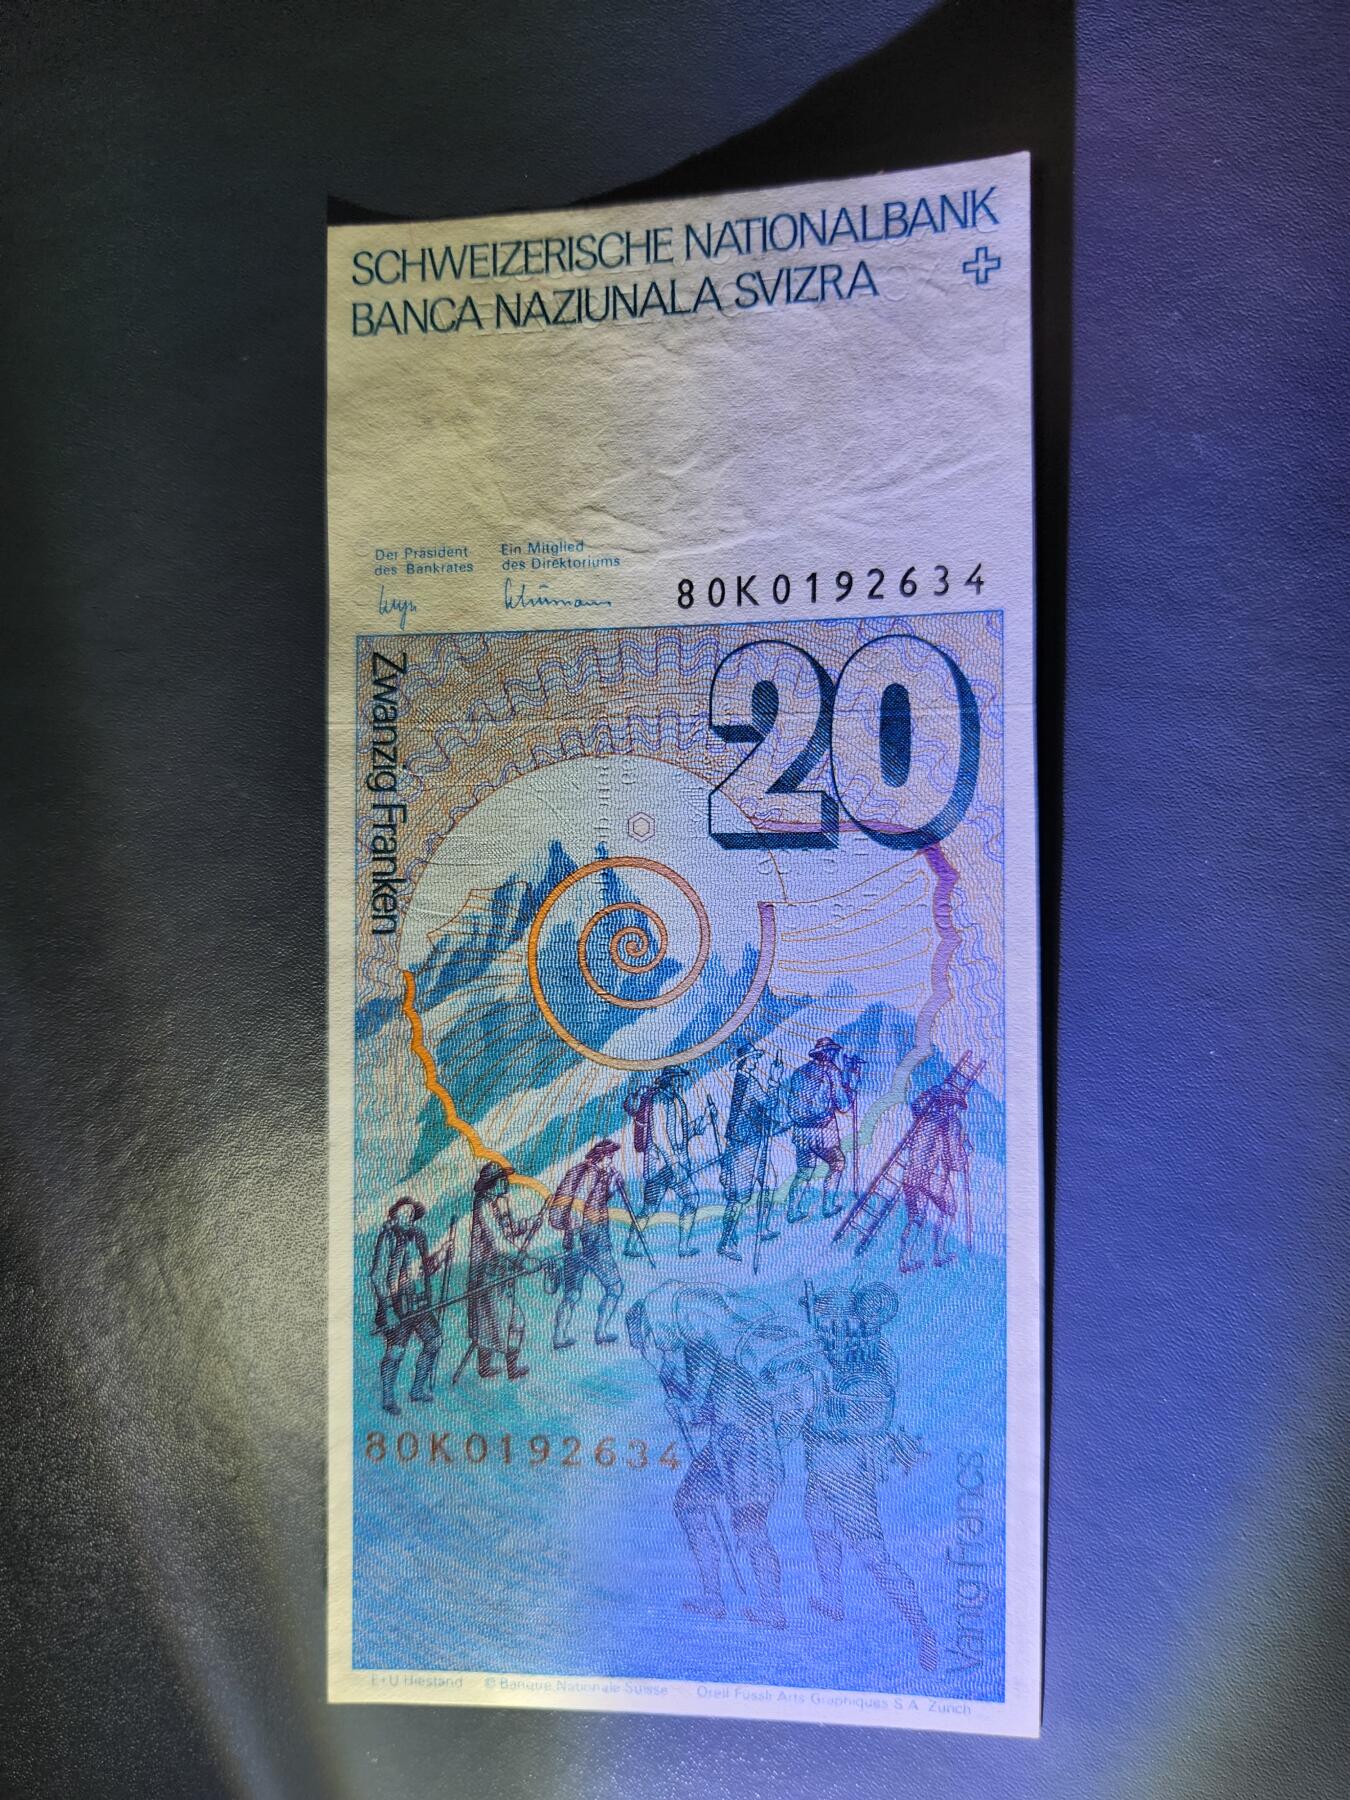 SCHWEIZERISCHE NATIONALBANK
BANCA NAZIUNALA SVIZRA
Der Präsident
des Bankrates
Ein Mitglied
des Direktoriums
80K0192634
20
Zwanzig Franken
80K0192634
Vantg Francs
E+U Hiestand © Banque Nationale Suisse Orell Füssli Arts Graphiques S.A. Zurich